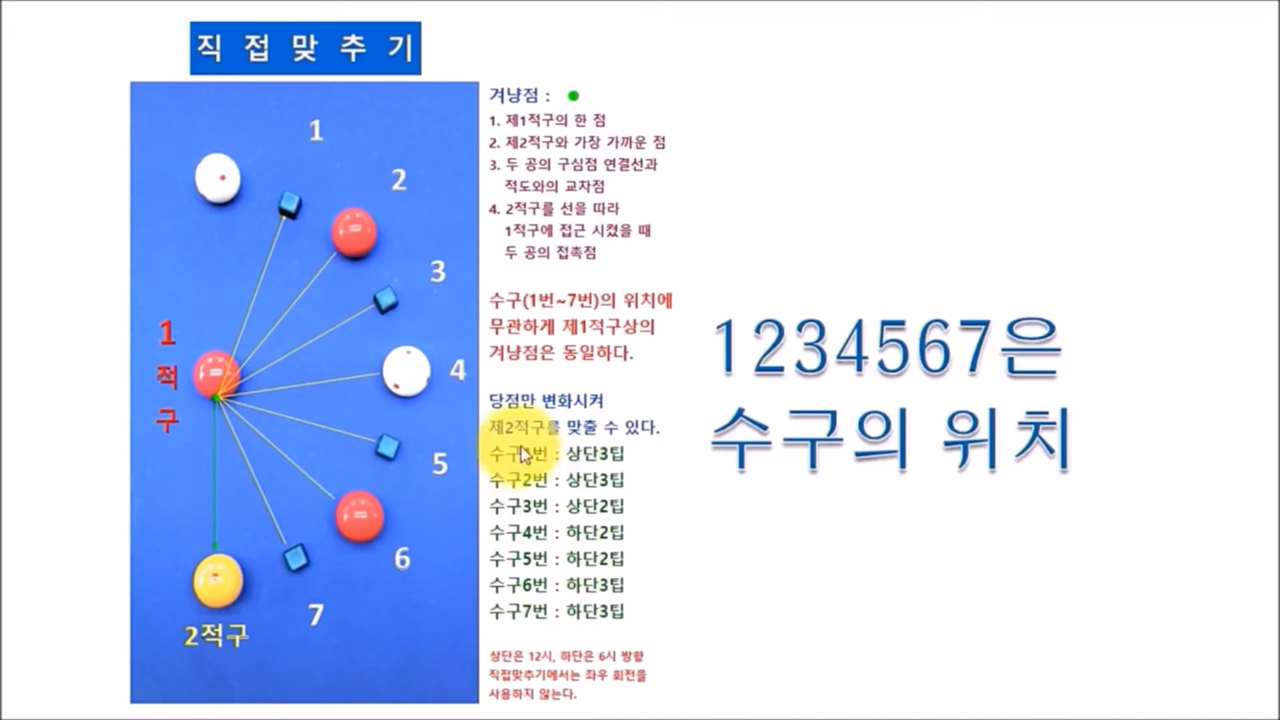 직접맞추기
1
2
3
4
5
6
7
1
적
구
2적구
겨냥점 :
1. 제1적구의 한 점
2. 제2적구와 가장 가까운 점
3. 두 공의 구심점 연결선과
적도와의 교차점
4. 2적구를 선을 따라
1적구에 접근 시켰을 때
두 공의 접촉점
수구(1번~7번)의 위치에
무관하게 제1적구상의
겨냥점은 동일하다.
당점만 변화시켜
제2적구를 맞출 수 있다.
수구1번 : 상단3팁
수구2번 : 상단3팁
수구3번 : 상단2팁
수구4번 : 하단2팁
수구5번 : 하단2팁
수구6번 : 하단3팁
수구7번 : 하단3팁
상단은 12시, 하단은 6시 방향
직접맞추기에서는 좌우 회전을
사용하지 않는다.
1234567은
수구의 위치